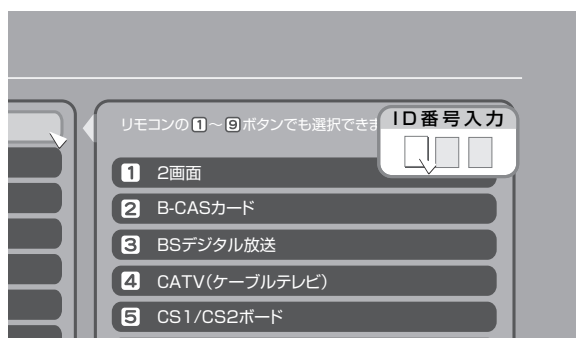 リモコンの1～9ボタンでも選択できま
ID番号入力
1 2画面
2 B-CASカード
3 BSデジタル放送
4 CATV(ケーブルテレビ)
5 CS1/CS2ボード